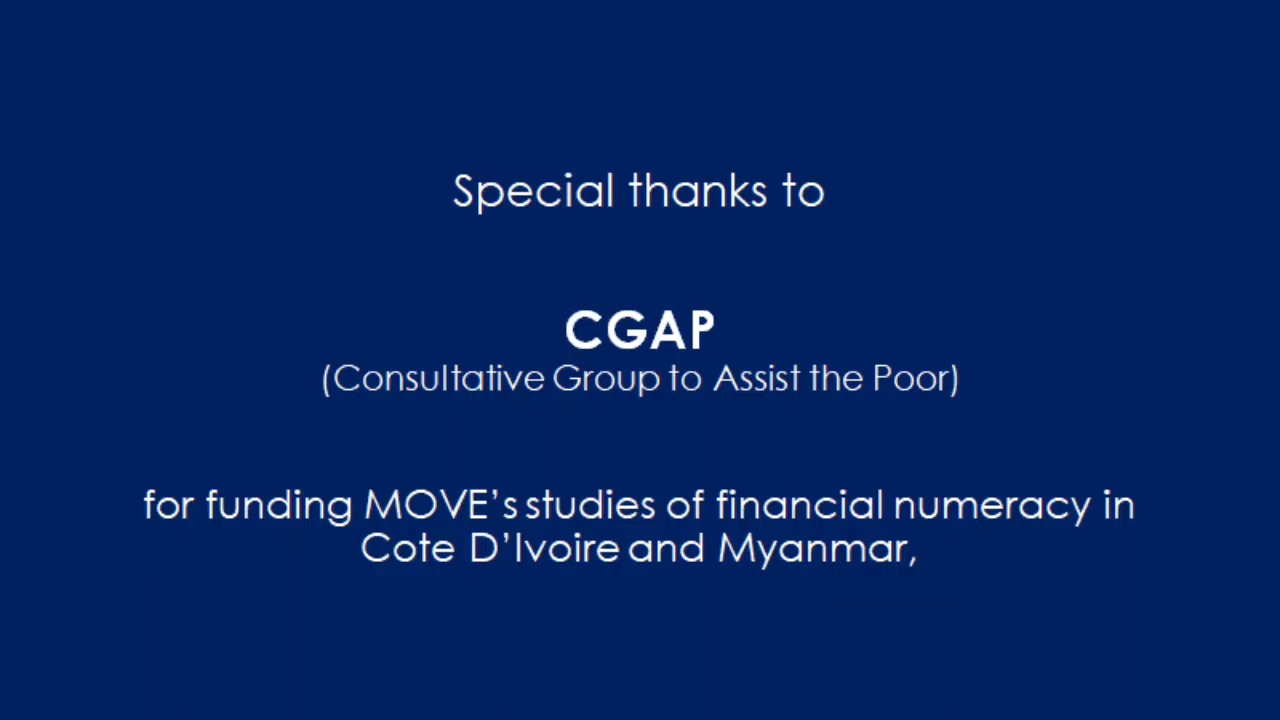 Special thanks to
CGAP
(Consultative Group to Assist the Poor)
for funding MOVE’s studies of financial numeracy in
Cote D’Ivoire and Myanmar,